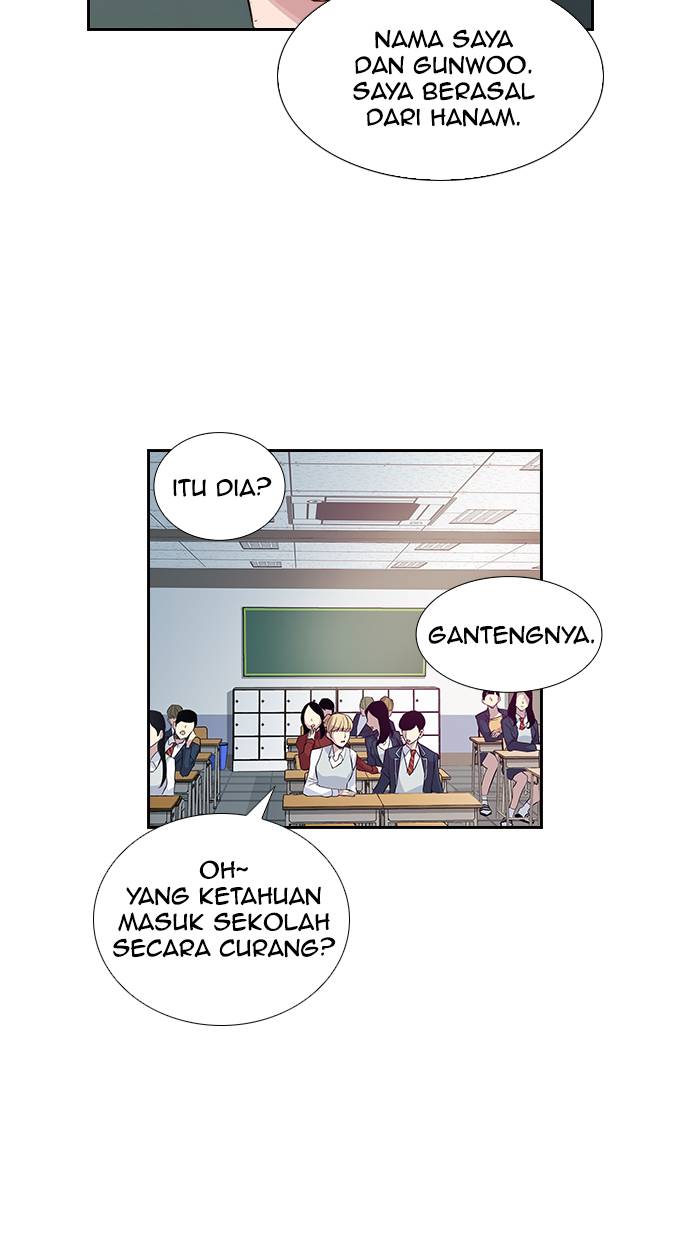 NAMA SAYA
DAN GUNWOO.
SAYA BERASAL
DARI HANAM.
ITU DIA?
GANTENGNYA.
OH~
YANG KETAHUAN
MASUK SEKOLAH
SECARA CURANG?